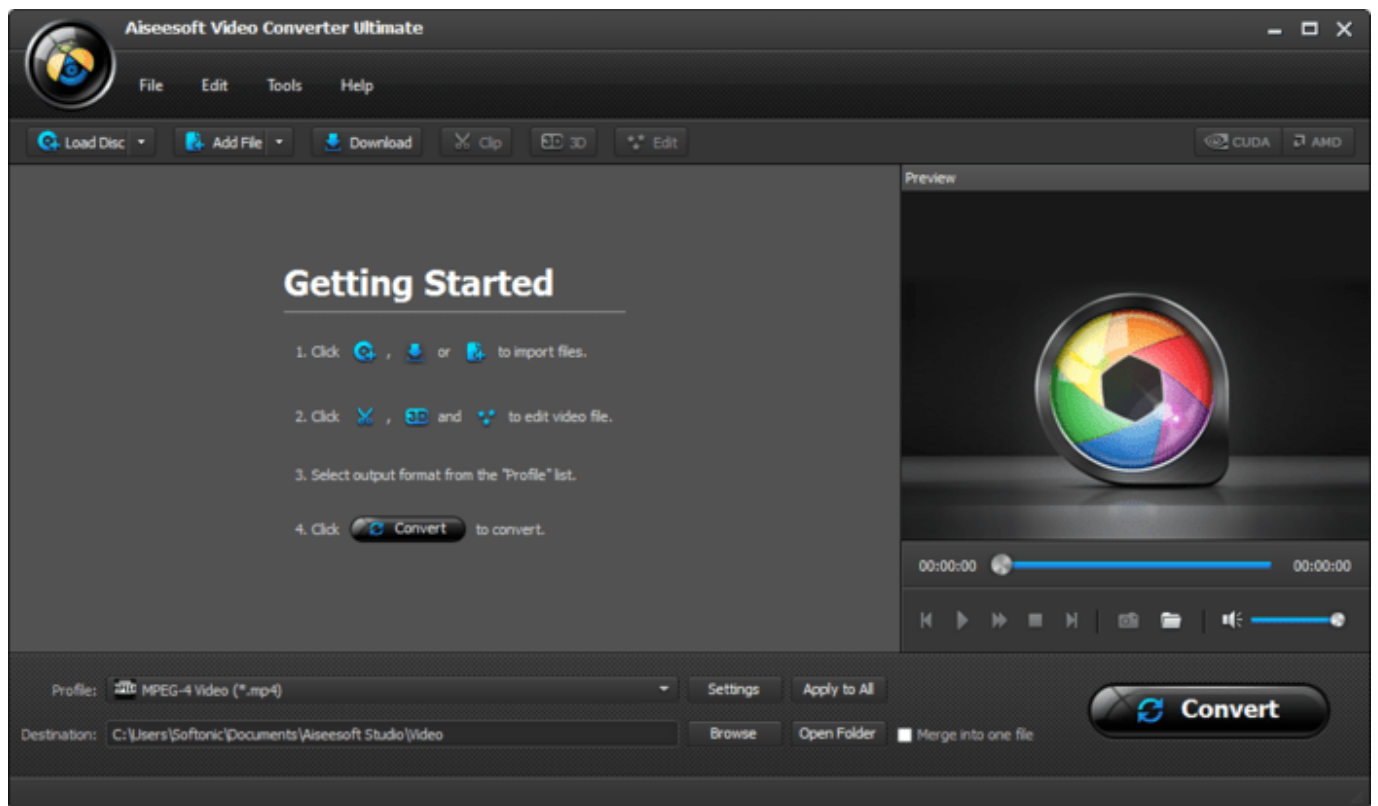 Aiseesoft Video Converter Ultimate
File Edit Tools Help
Load Disc Add File Download Clip 3D 3D Edit CUDA AMD
Preview
Getting Started
1. Click , or to import files.
2. Click , 3D and to edit video file.
3. Select output format from the "Profile" list.
4. Click Convert to convert.
00:00:00 00:00:00
Profile: MPEG-4 Video (*.mp4) Settings Apply to All
Convert
Destination: C:\Users\Softonic\Documents\Aiseesoft Studio\Video Browse Open Folder Merge into one file